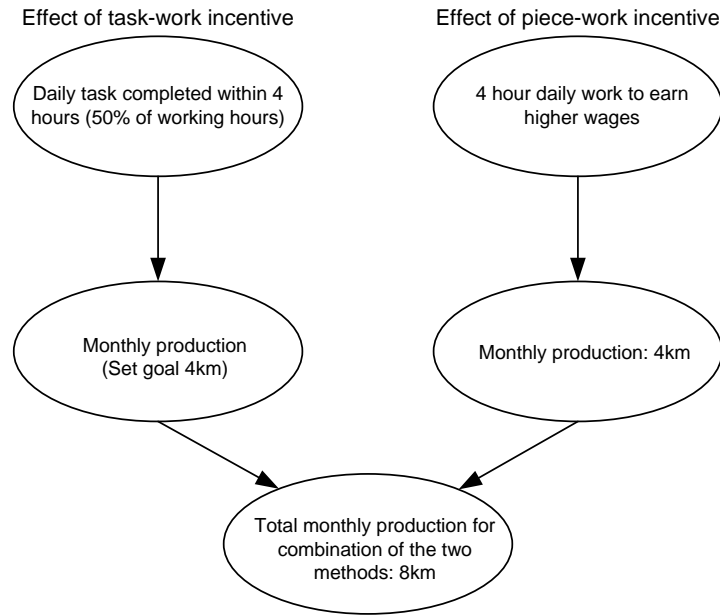 Effect of task-work incentive
Effect of piece-work incentive
Daily task completed within 4
hours (50% of working hours)
4 hour daily work to earn
higher wages
Monthly production
(Set goal 4km)
Monthly production: 4km
Total monthly production for
combination of the two
methods: 8km